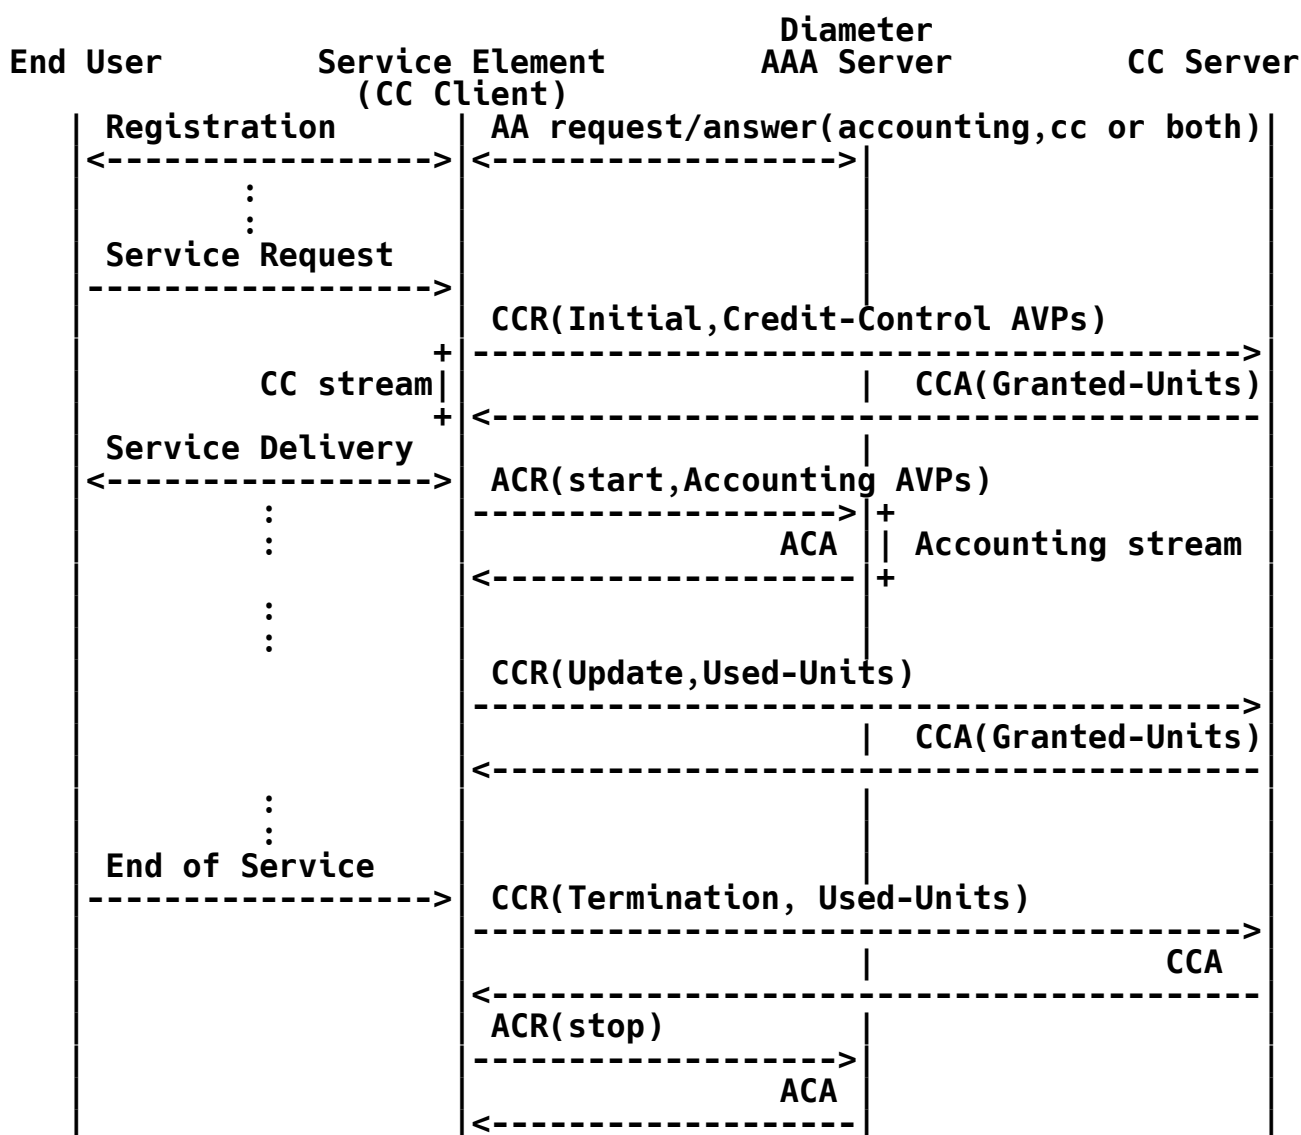 Diameter
End User Service Element AAA Server CC Server
(CC Client)
Registration AA request/answer(accounting,cc or both)
Service Request
CCR(Initial,Credit-Control AVPs)
CC stream CCA(Granted-Units)
Service Delivery
ACR(start,Accounting AVPs)
ACA Accounting stream
CCR(Update,Used-Units)
CCA(Granted-Units)
End of Service
CCR(Termination, Used-Units)
CCA
ACR(stop)
ACA